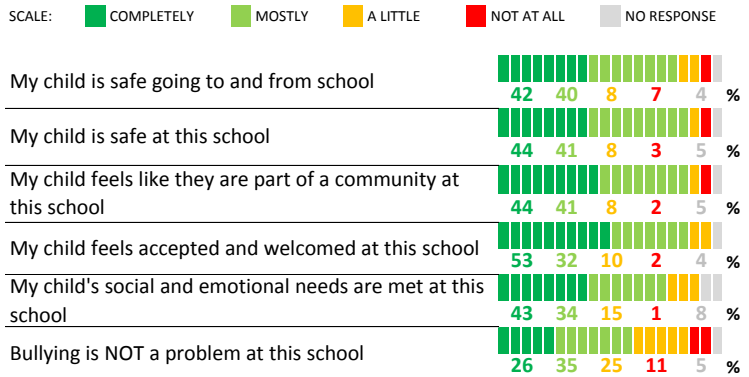 SCALE: COMPLETELY MOSTLY A LITTLE NOT AT ALL NO RESPONSE
My child is safe going to and from school
42 40 8 7 4 %
My child is safe at this school
44 41 8 3 5 %
My child feels like they are part of a community at
this school
44 41 8 2 5 %
My child feels accepted and welcomed at this school
53 32 10 2 4 %
My child's social and emotional needs are met at this
school
43 34 15 1 8 %
Bullying is NOT a problem at this school
26 35 25 11 5 %